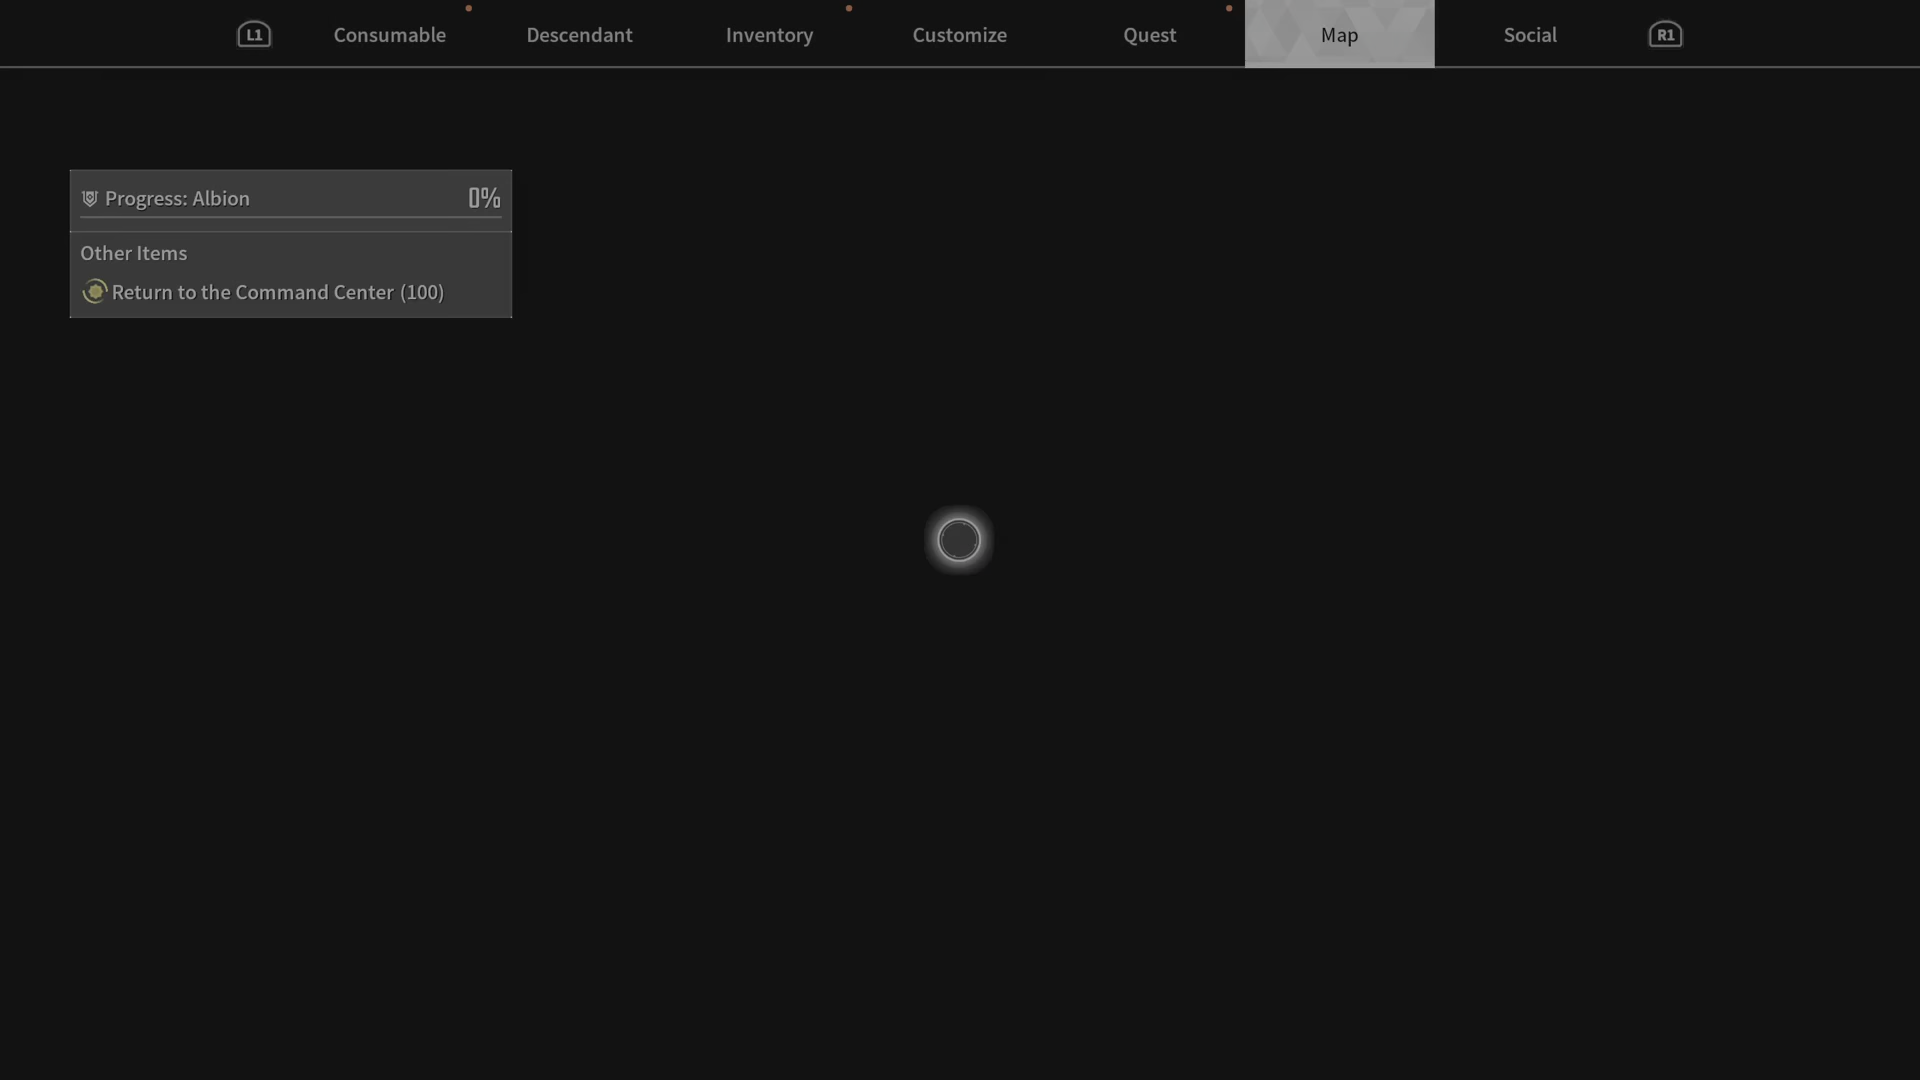 L1 Consumable Descendant Inventory Customize Quest Map Social R1
Progress: Albion 0%
Other Items
Return to the Command Center (100)